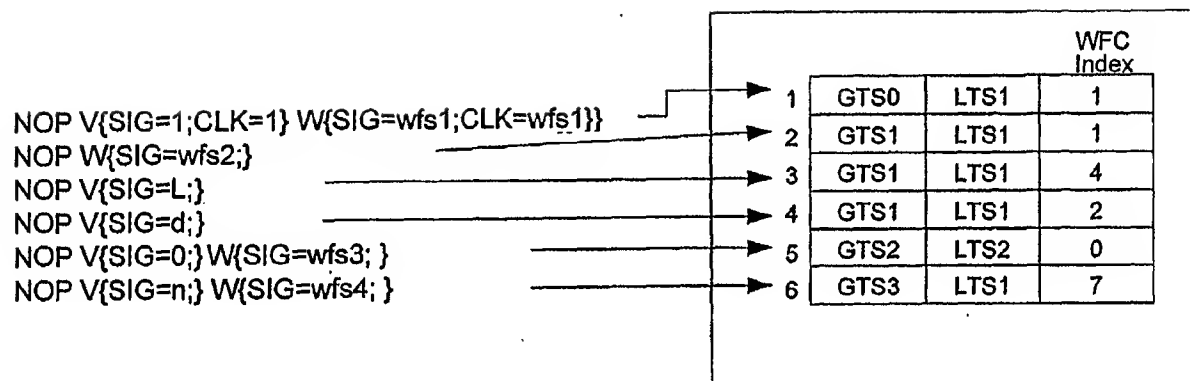 WFC
Index
1 GTS0 LTS1 1
NOP V{SIG=1;CLK=1} W{SIG=wfs1;CLK=wfs1}}
2 GTS1 LTS1 1
NOP W{SIG=wfs2;}
3 GTS1 LTS1 4
NOP V{SIG=L;}
4 GTS1 LTS1 2
NOP V{SIG=d;}
5 GTS2 LTS2 0
NOP V{SIG=0;} W{SIG=wfs3; }
6 GTS3 LTS1 7
NOP V{SIG=n;} W{SIG=wfs4; }